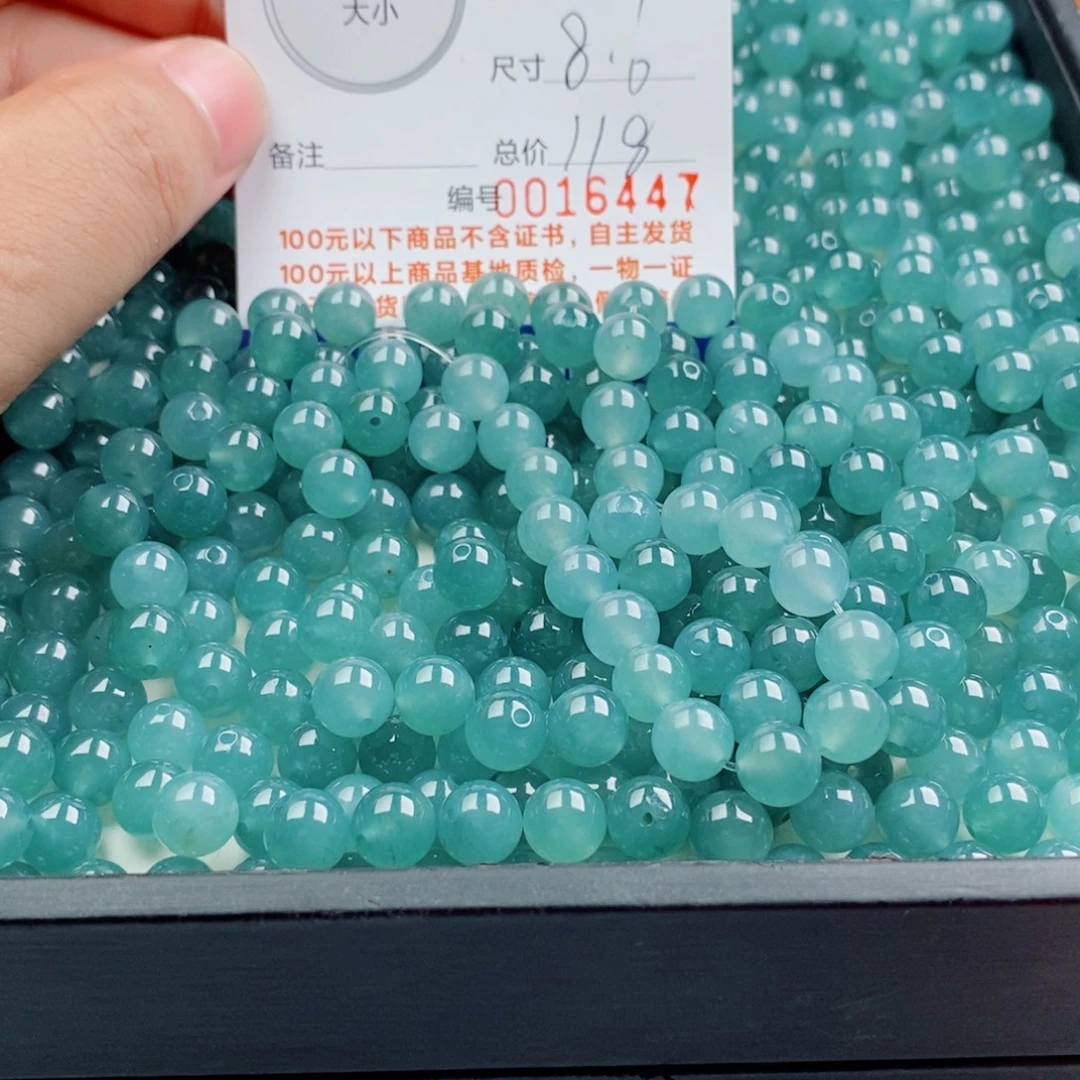 大小
尺寸 8.0
备注 总价 118
编号 0016447
100元以下商品不含证书，自主发货
100元以上商品基地质检，一物一证
货